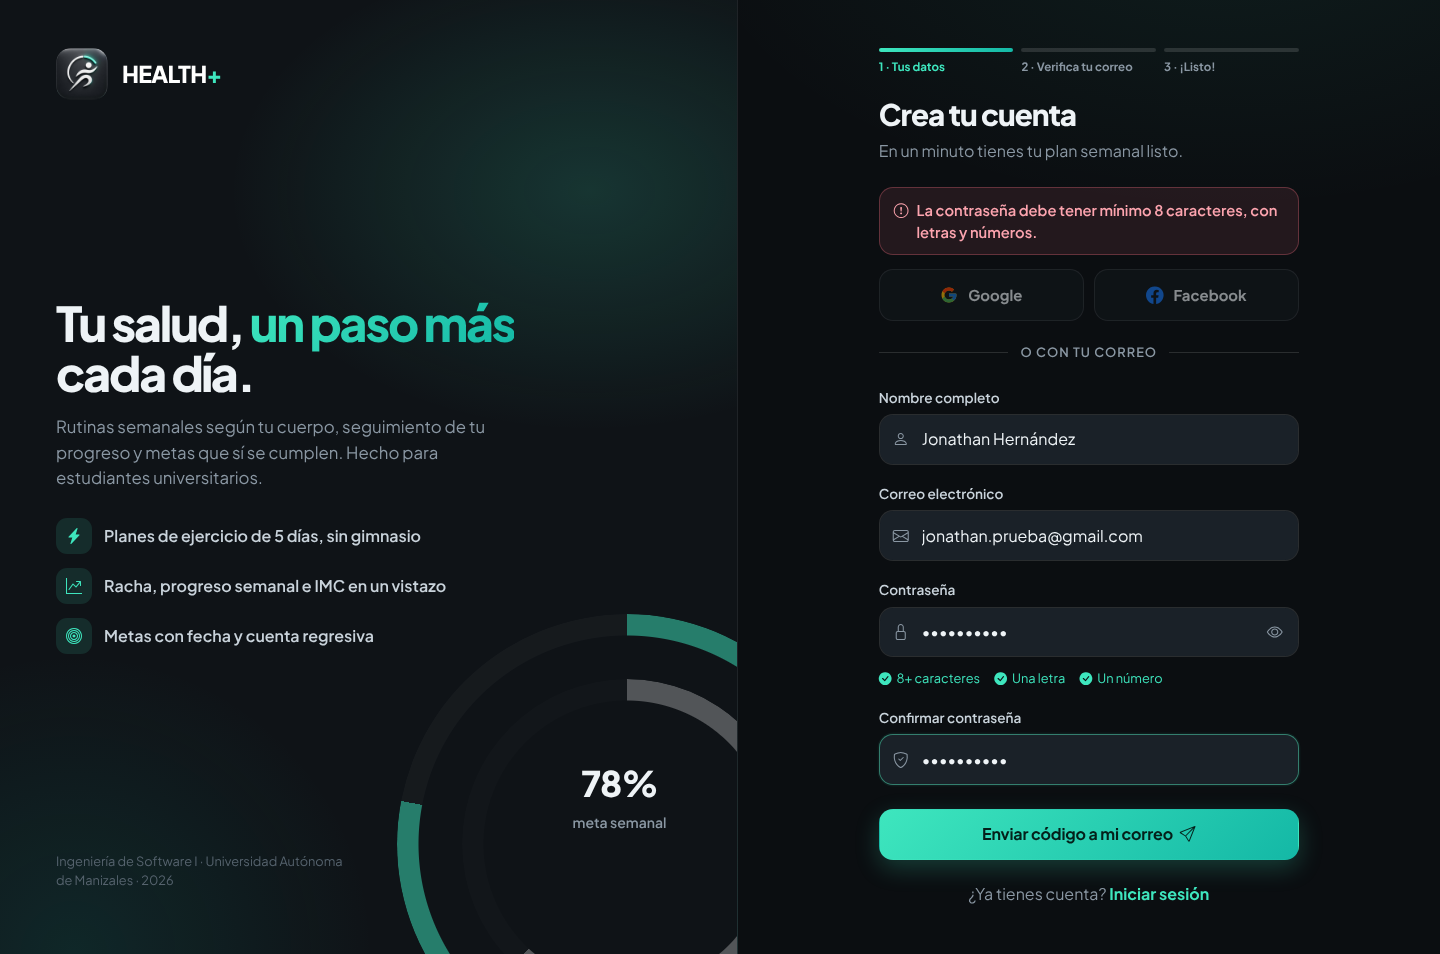 HEALTH+
Tu salud, un paso más
cada día.
Rutinas semanales según tu cuerpo, seguimiento de tu
progreso y metas que sí se cumplen. Hecho para
estudiantes universitarios.
Planes de ejercicio de 5 días, sin gimnasio
Racha, progreso semanal e IMC en un vistazo
Metas con fecha y cuenta regresiva
78%
meta semanal
Ingeniería de Software I · Universidad Autónoma
de Manizales · 2026
1 · Tus datos
2 · Verifica tu correo
3 · ¡Listo!
Crea tu cuenta
En un minuto tienes tu plan semanal listo.
La contraseña debe tener mínimo 8 caracteres, con
letras y números.
Google
Facebook
O CON TU CORREO
Nombre completo
Jonathan Hernández
Correo electrónico
jonathan.prueba@gmail.com
Contraseña
••••••••••
8+ caracteres
Una letra
Un número
Confirmar contraseña
••••••••••
Enviar código a mi correo
¿Ya tienes cuenta? Iniciar sesión